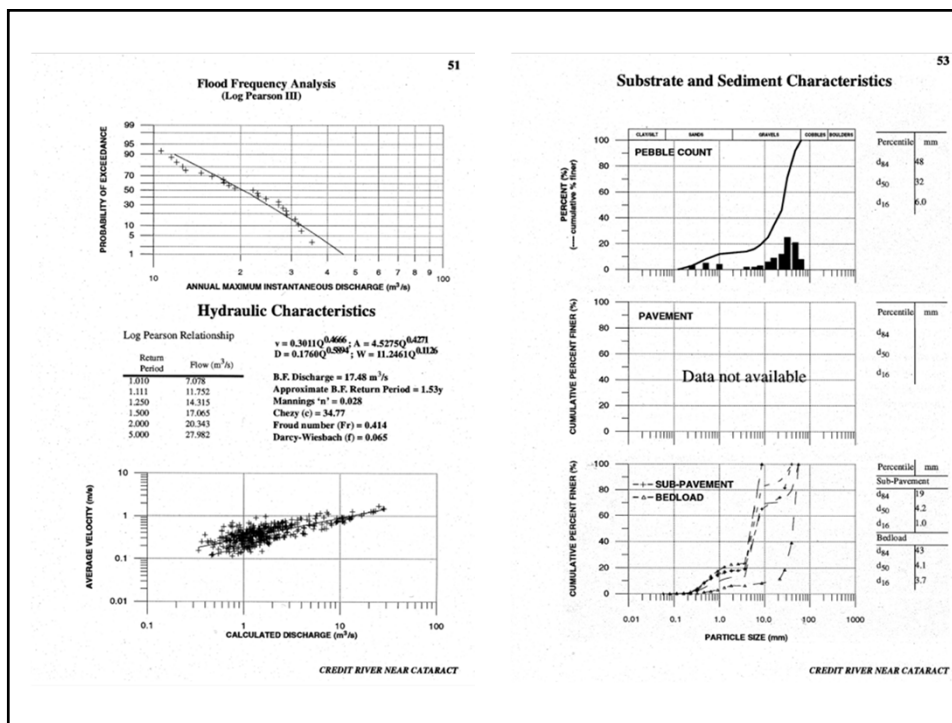 51
Flood Frequency Analysis
(Log Pearson III)
PROBABILITY OF EXCEEDANCE
99
95
90
70
50
30
10
5
1
10 2 3 4 5 6 7 8 9 100
ANNUAL MAXIMUM INSTANTANEOUS DISCHARGE (m³/s)
Hydraulic Characteristics
Log Pearson Relationship
Return Period Flow (m³/s)
1.010 7.078
1.111 11.752
1.250 14.315
1.500 17.065
2.000 20.343
5.000 27.982
v = 0.3011Q^0.4666; A = 4.5275Q^0.4271
D = 0.1760Q^0.5894; W = 11.2461Q^0.1126
B.F. Discharge = 17.48 m³/s
Approximate B.F. Return Period = 1.53y
Mannings 'n' = 0.028
Chezy (c) = 34.77
Froud number (Fr) = 0.414
Darcy-Wiesbach (f) = 0.065
AVERAGE VELOCITY (m/s)
10
1
0.1
0.01
0.1 1 10 100
CALCULATED DISCHARGE (m³/s)
CREDIT RIVER NEAR CATARACT
53
Substrate and Sediment Characteristics
CLAY/SILT SANDS GRAVELS COBBLES BOULDERS
PEBBLE COUNT
PERCENT (%)
(— cumulative % finer)
100
80
60
40
20
0
Percentile mm
d84 48
d50 32
d16 6.0
PAVEMENT
Data not available
CUMULATIVE PERCENT FINER (%)
100
80
60
40
20
0
Percentile mm
d84
d50
d16
SUB-PAVEMENT
BEDLOAD
CUMULATIVE PERCENT FINER (%)
100
80
60
40
20
0
0.01 0.1 1.0 10.0 100 1000
PARTICLE SIZE (mm)
Percentile mm
Sub-Pavement
d84 19
d50 4.2
d16 1.0
Bedload
d84 43
d50 4.1
d16 3.7
CREDIT RIVER NEAR CATARACT